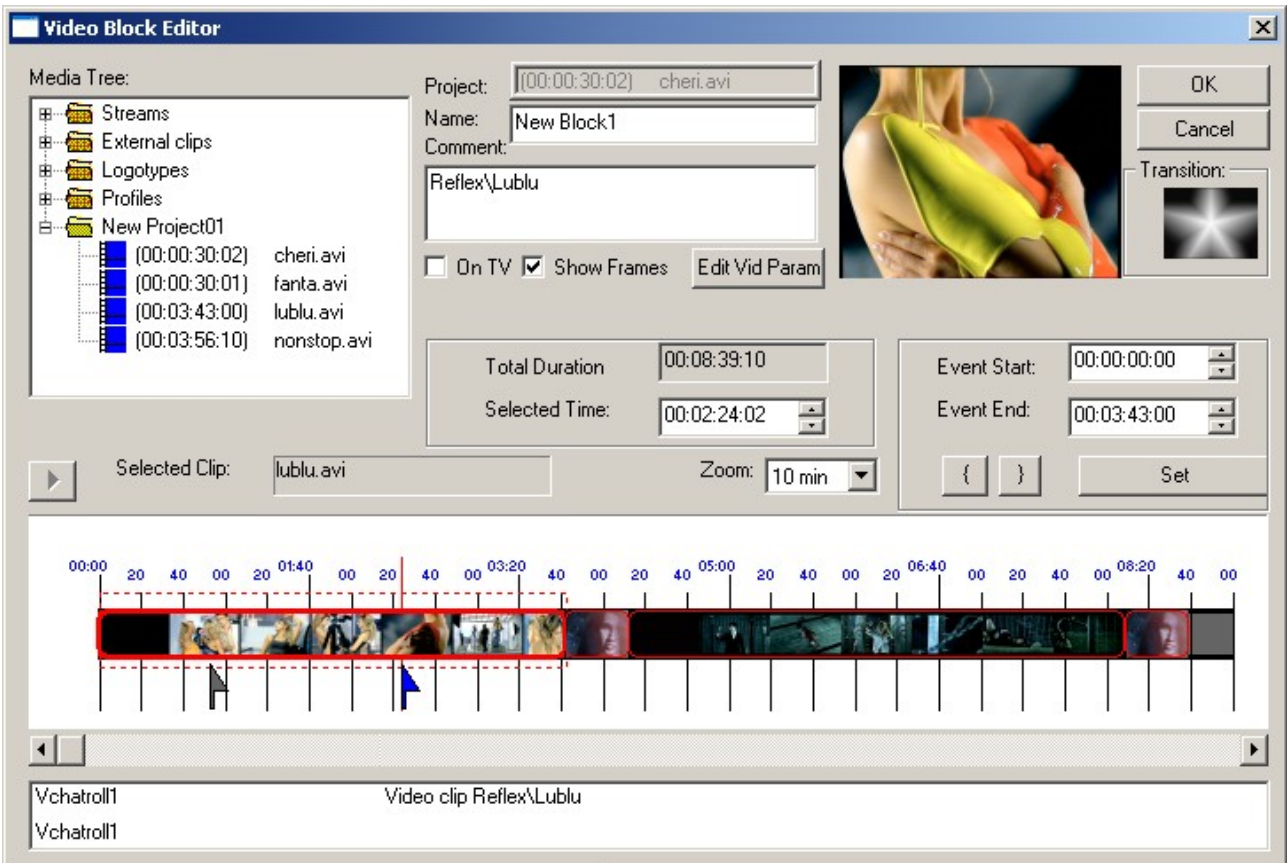 Video Block Editor
Media Tree:
Streams
External clips
Logotypes
Profiles
New Project01
(00:00:30:02) cheri.avi
(00:00:30:01) fanta.avi
(00:03:43:00) lublu.avi
(00:03:56:10) nonstop.avi
Project: (00:00:30:02) cheri.avi
Name: New Block1
Comment:
Reflex\Lublu
On TV Show Frames Edit Vid Param
OK
Cancel
Transition:
Total Duration 00:08:39:10
Selected Time: 00:02:24:02
Event Start: 00:00:00:00
Event End: 00:03:43:00
{ } Set
Selected Clip: lublu.avi
Zoom: 10 min
00:00 20 40 00 20 01:40 00 20 40 00 03:20 40 00 20 40 05:00 20 40 00 20 06:40 00 20 40 00 08:20 40 00
Vchatroll1 Video clip Reflex\Lublu
Vchatroll1